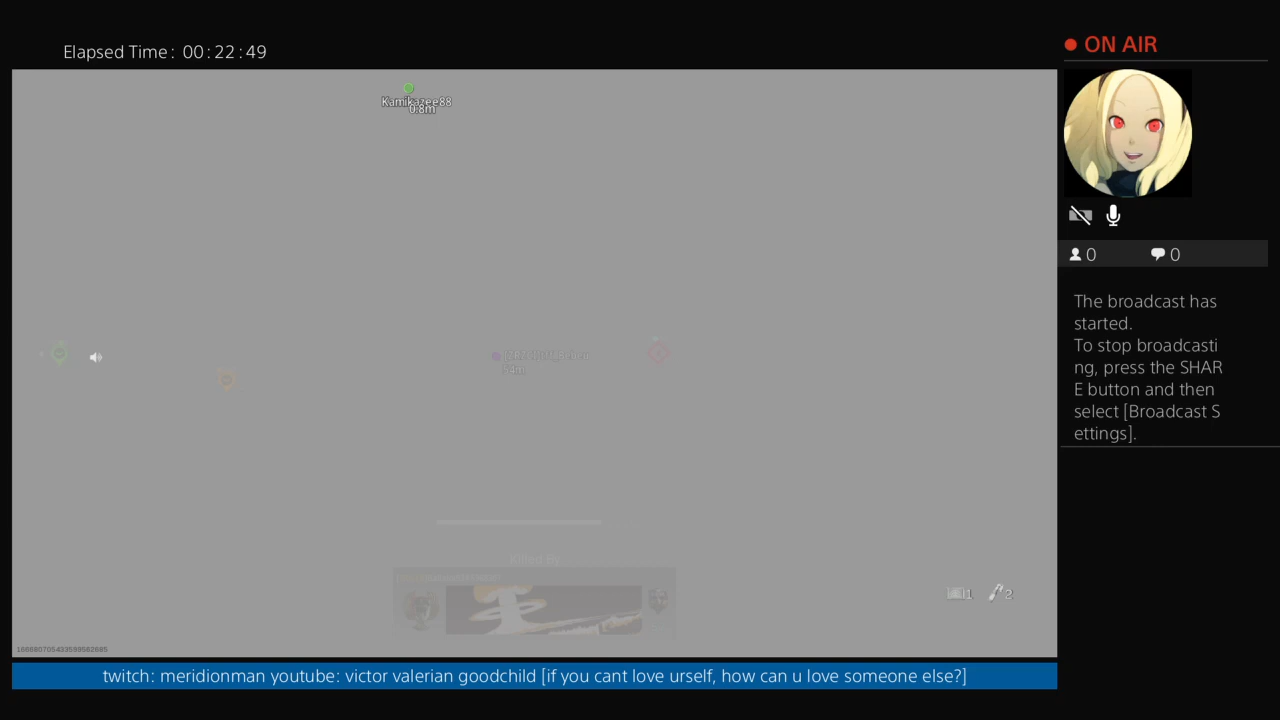 Elapsed Time: 00:22:49
ON AIR
Kamikazee88
0.8m
0
0
The broadcast has
started.
To stop broadcasti
ng, press the SHAR
E button and then
select [Broadcast S
ettings].
54m
Killed By
1
2
twitch: meridionman youtube: victor valerian goodchild [if you cant love urself, how can u love someone else?]